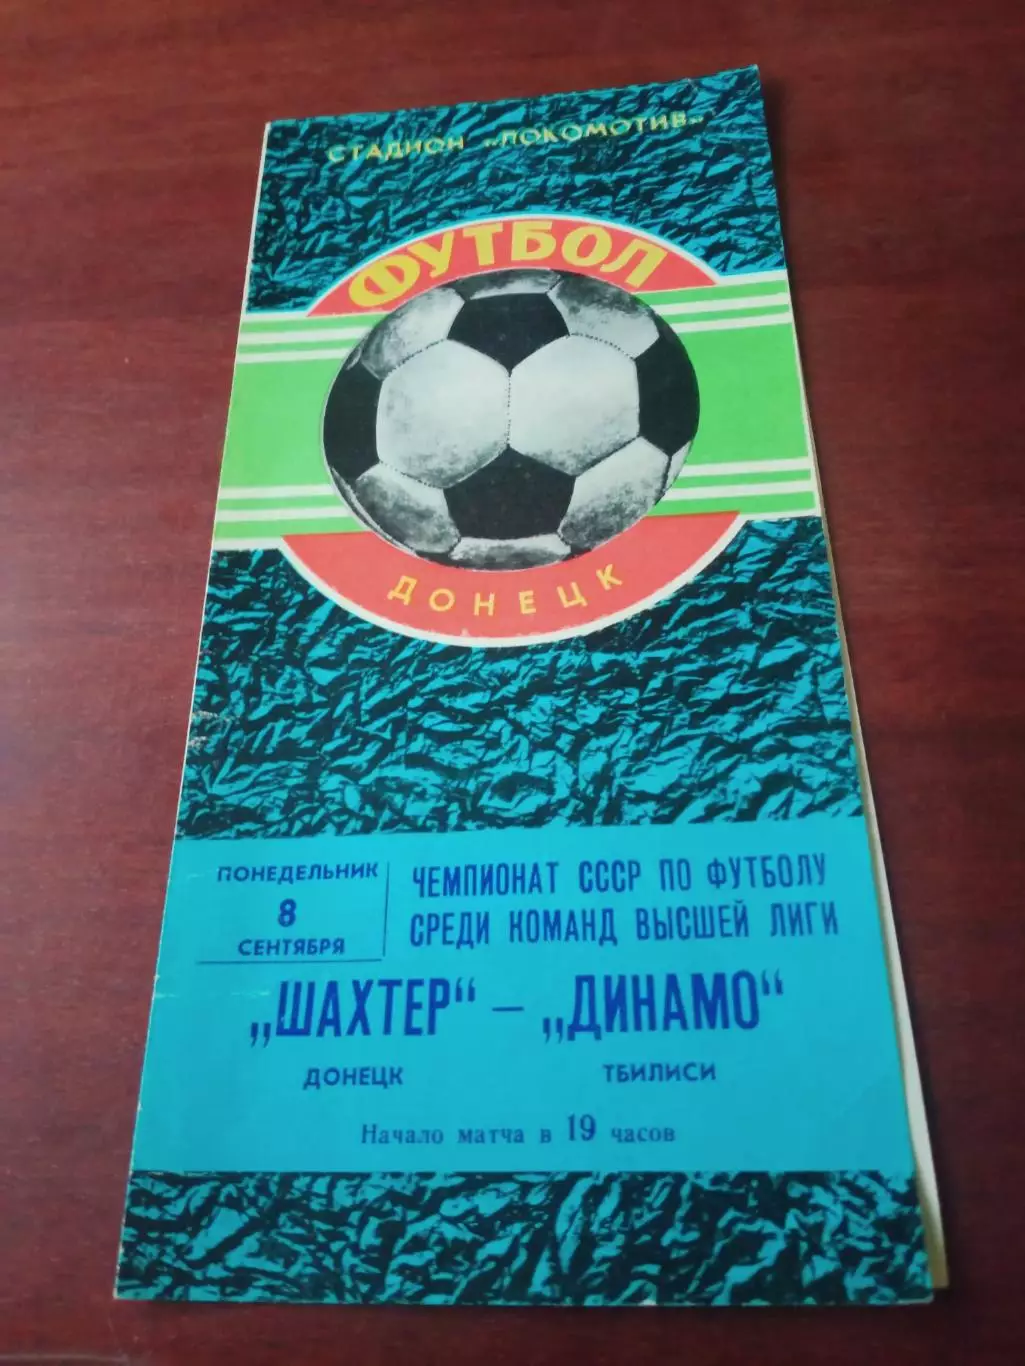 СТАДИОН „ЛОКОМОТИВ"
ФУТБОЛ
ДОНЕЦК
ПОНЕДЕЛЬНИК
8
СЕНТЯБРЯ
ЧЕМПИОНАТ СССР ПО ФУТБОЛУ
СРЕДИ КОМАНД ВЫСШЕЙ ЛИГИ
„ШАХТЕР" – „ДИНАМО"
ДОНЕЦК ТБИЛИСИ
Начало матча в 19 часов